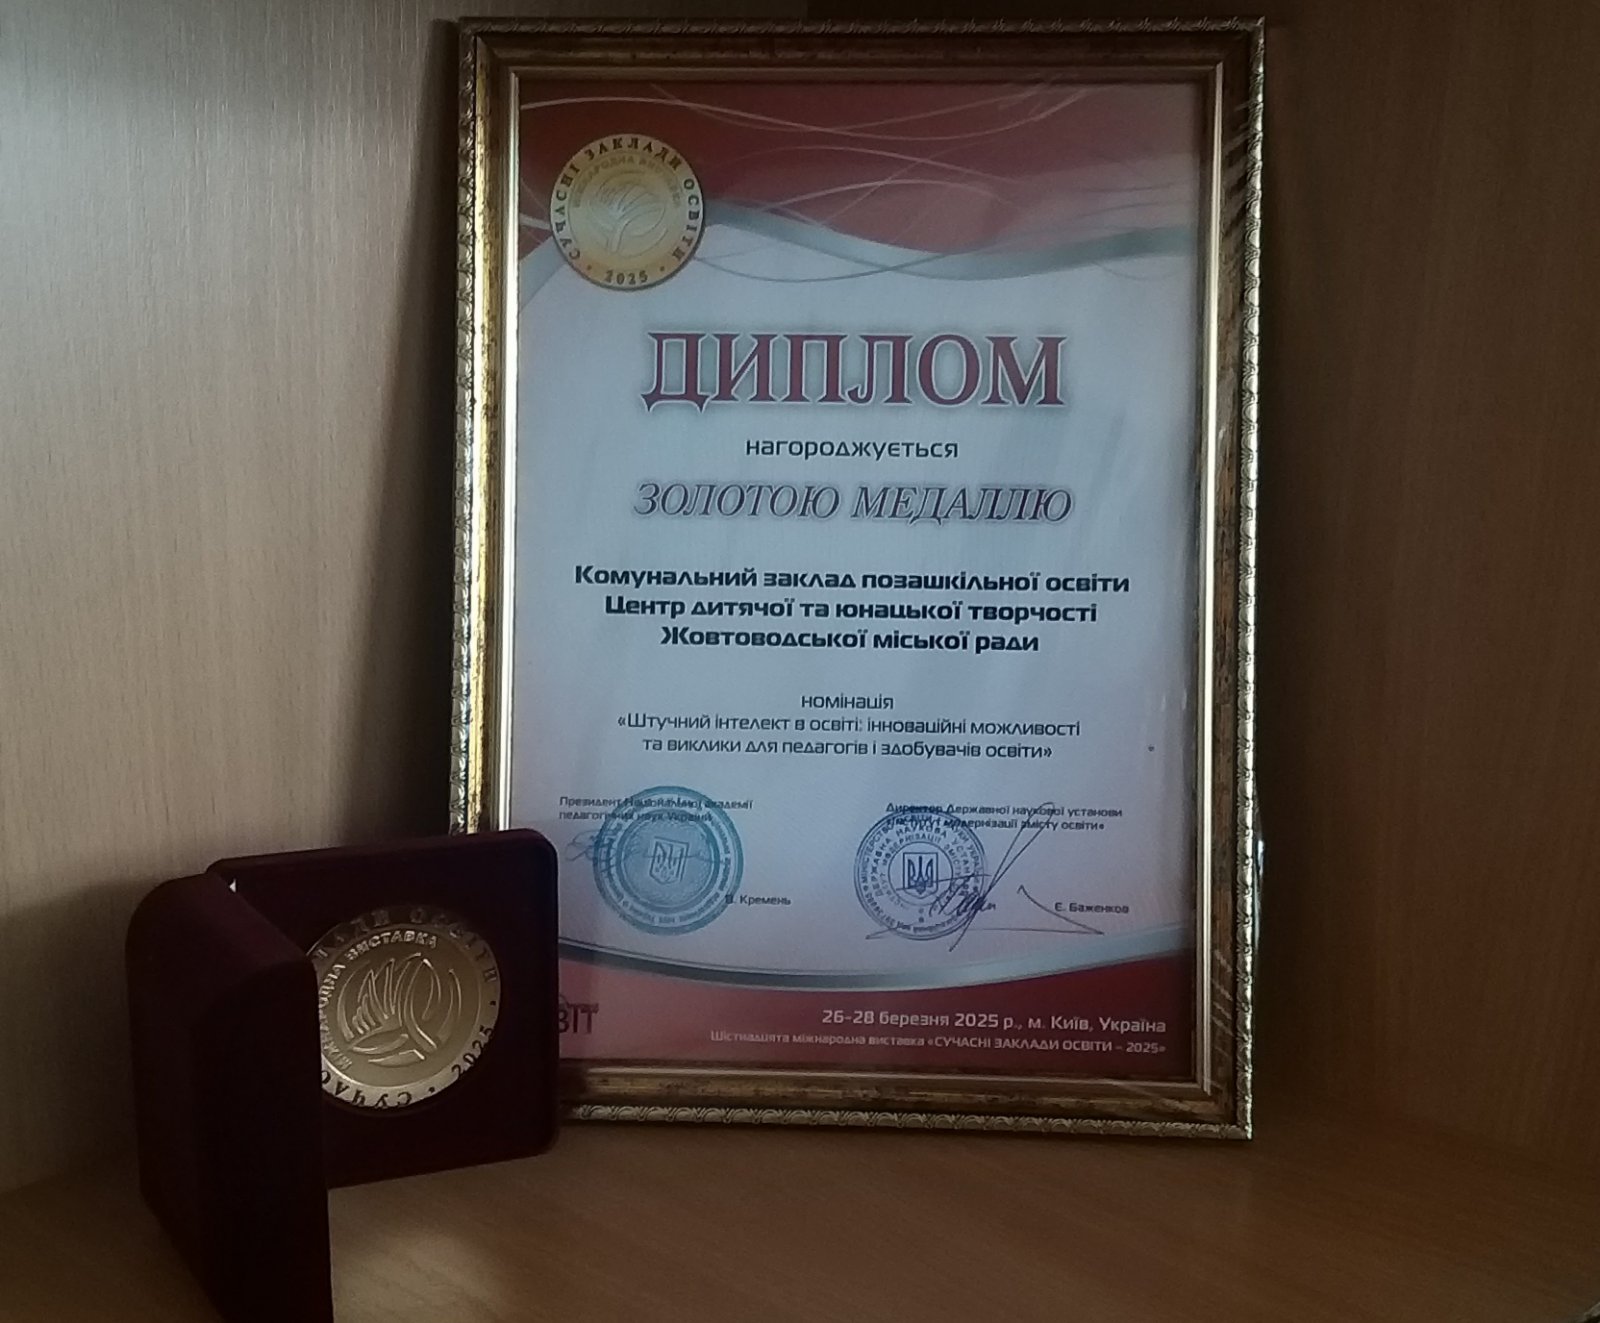 СУЧАСНІ ЗАКЛАДИ ОСВІТИ
2025
ДИПЛОМ
нагороджується
ЗОЛОТОЮ МЕДАЛЛЮ
Комунальний заклад позашкільної освіти
Центр дитячої та юнацької творчості
Жовтоводської міської ради
номінація
«Штучний інтелект в освіті: інноваційні можливості
та виклики для педагогів і здобувачів освіти»
Президент Національної академії
педагогічних наук України
В. Кремень
Директор Державної наукової установи
«Інститут модернізації змісту освіти»
Є. Баженков
26-28 березня 2025 р., м. Київ, Україна
Шістнадцята міжнародна виставка «СУЧАСНІ ЗАКЛАДИ ОСВІТИ – 2025»
ОСВІТИ
МІЖНАРОДНА ВИСТАВКА
2025